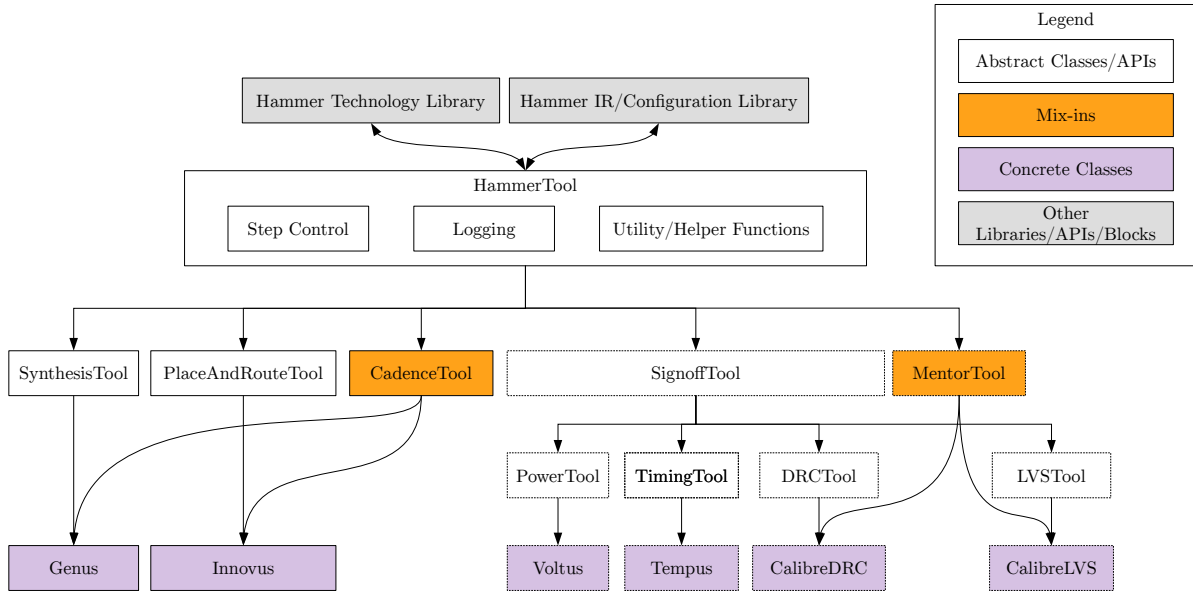 Legend
Abstract Classes/APIs
Mix-ins
Concrete Classes
Other
Libraries/APIs/Blocks
Hammer Technology Library
Hammer IR/Configuration Library
HammerTool
Step Control
Logging
Utility/Helper Functions
SynthesisTool
PlaceAndRouteTool
CadenceTool
SignoffTool
MentorTool
PowerTool
TimingTool
DRCTool
LVSTool
Genus
Innovus
Voltus
Tempus
CalibreDRC
CalibreLVS